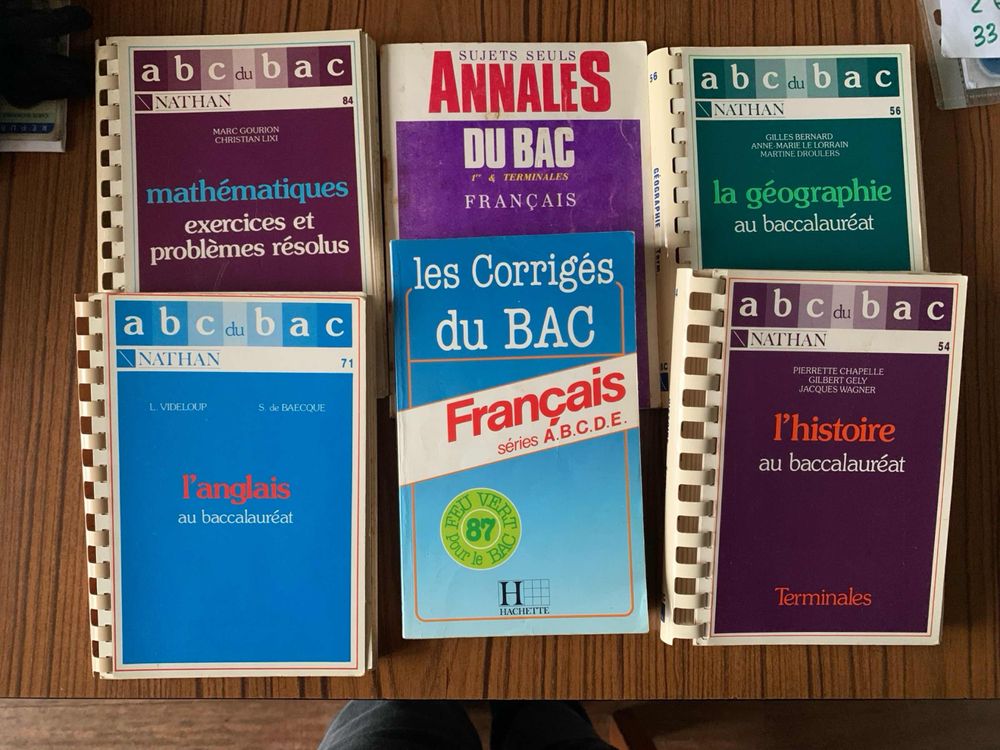 abc du bac
NATHAN
84
MARC GOURION
CHRISTIAN LIXI
mathématiques
exercices et
problèmes résolus
SUJETS SEULS
ANNALES
DU BAC
1re & TERMINALES
FRANÇAIS
56
GÉOGRAPHIE
abc du bac
NATHAN
56
GILLES BERNARD
ANNE-MARIE LE LORRAIN
MARTINE DROULERS
la géographie
au baccalauréat
33
abc du bac
NATHAN
71
L. VIDELOUP S. de BAECQUE
l'anglais
au baccalauréat
les Corrigés
du BAC
Français
séries A.B.C.D.E.
FEU VERT
87
pour le BAC
H
HACHETTE
abc du bac
NATHAN
54
PIERRETTE CHAPELLE
GILBERT GELY
JACQUES WAGNER
l'histoire
au baccalauréat
Terminales